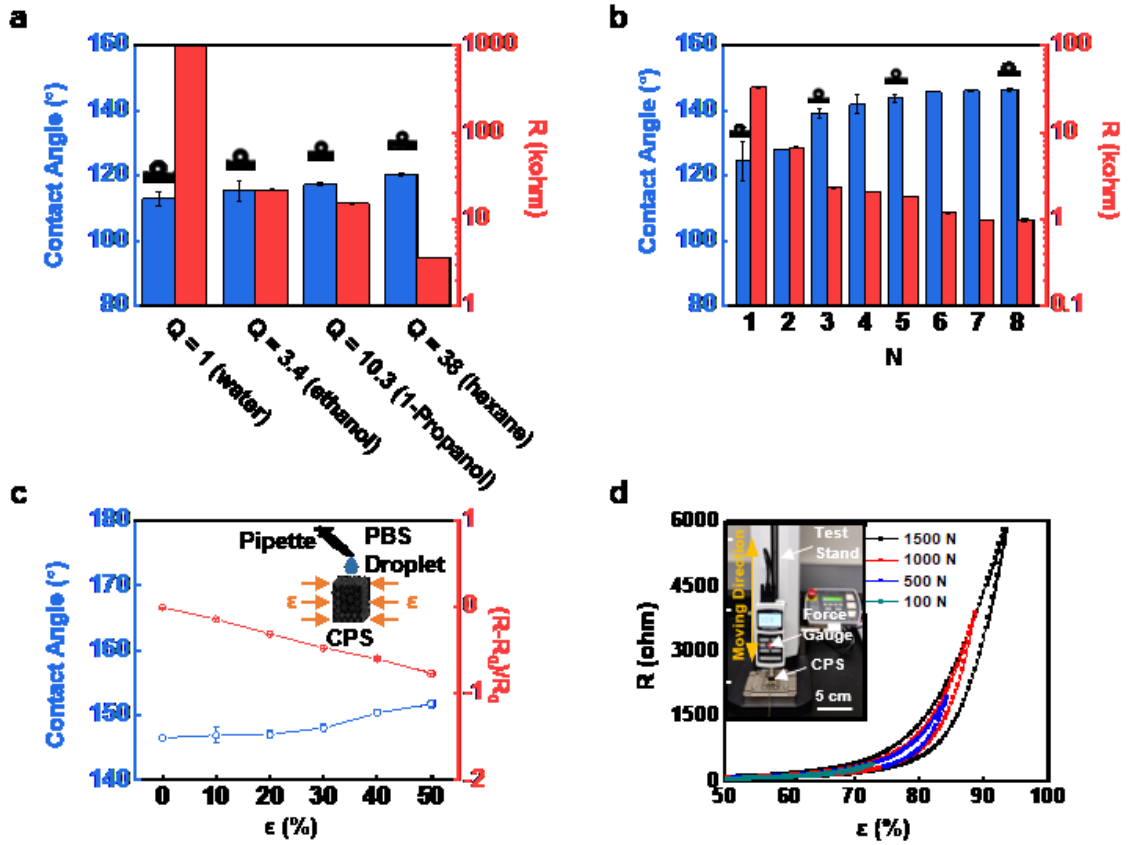 a
160
140
120
100
80
Contact Angle (°)
1000
100
10
1
R (kohm)
Q = 1 (water)
Q = 3.4 (ethanol)
Q = 10.3 (1-Propanol)
Q = 38 (hexane)
b
160
140
120
100
80
Contact Angle (°)
100
10
1
0.1
R (kohm)
1 2 3 4 5 6 7 8
N
c
180
170
160
150
140
Contact Angle (°)
Pipette
PBS
Droplet
ε ε
CPS
1
0
-1
-2
(R-R₀)/R₀
0 10 20 30 40 50
ε (%)
d
6000
4500
3000
1500
0
R (ohm)
Moving Direction
Test
Stand
Force
Gauge
CPS
5 cm
1500 N
1000 N
500 N
100 N
50 60 70 80 90 100
ε (%)